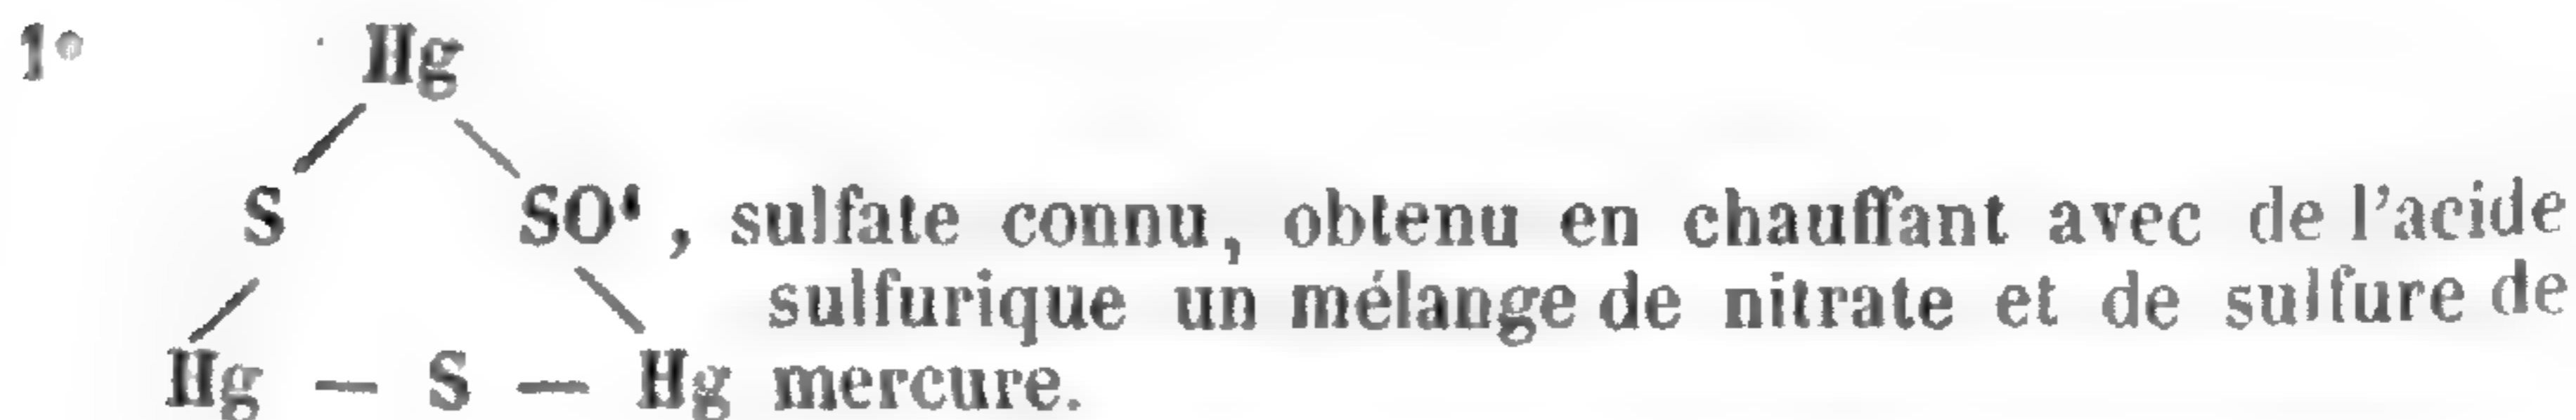 1° Hg
S SO⁴, sulfate connu, obtenu en chauffant avec de l'acide
sulfurique un mélange de nitrate et de sulfure de
Hg — S — Hg mercure.